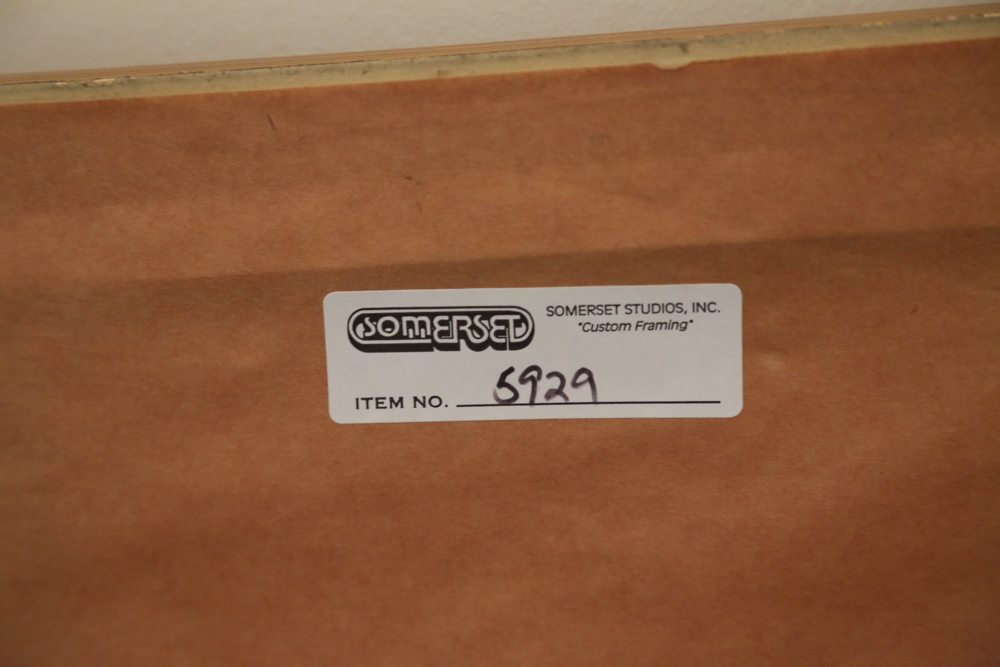 SOMERSET
SOMERSET STUDIOS, INC.
"Custom Framing"
ITEM NO. 5929